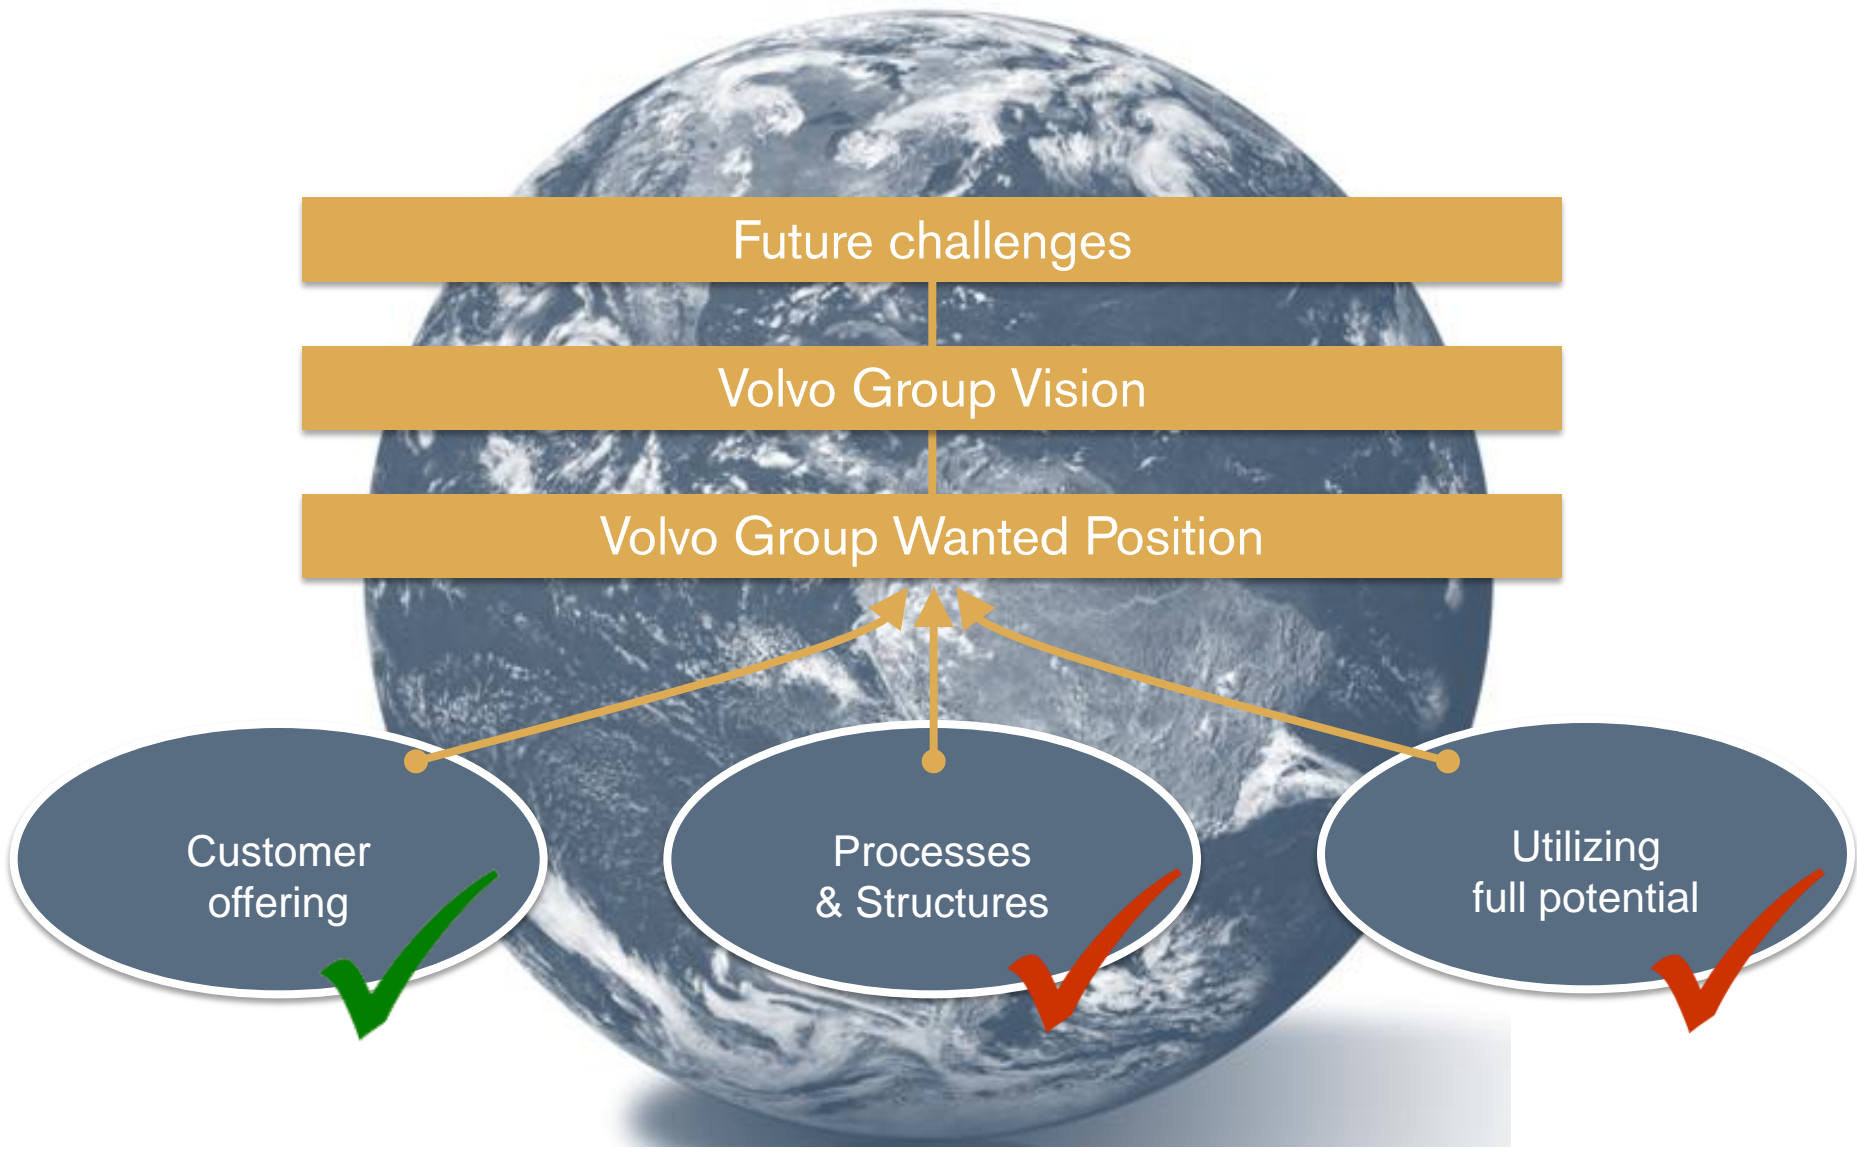 Future challenges
Volvo Group Vision
Volvo Group Wanted Position
Customer
offering
Processes
& Structures
Utilizing
full potential